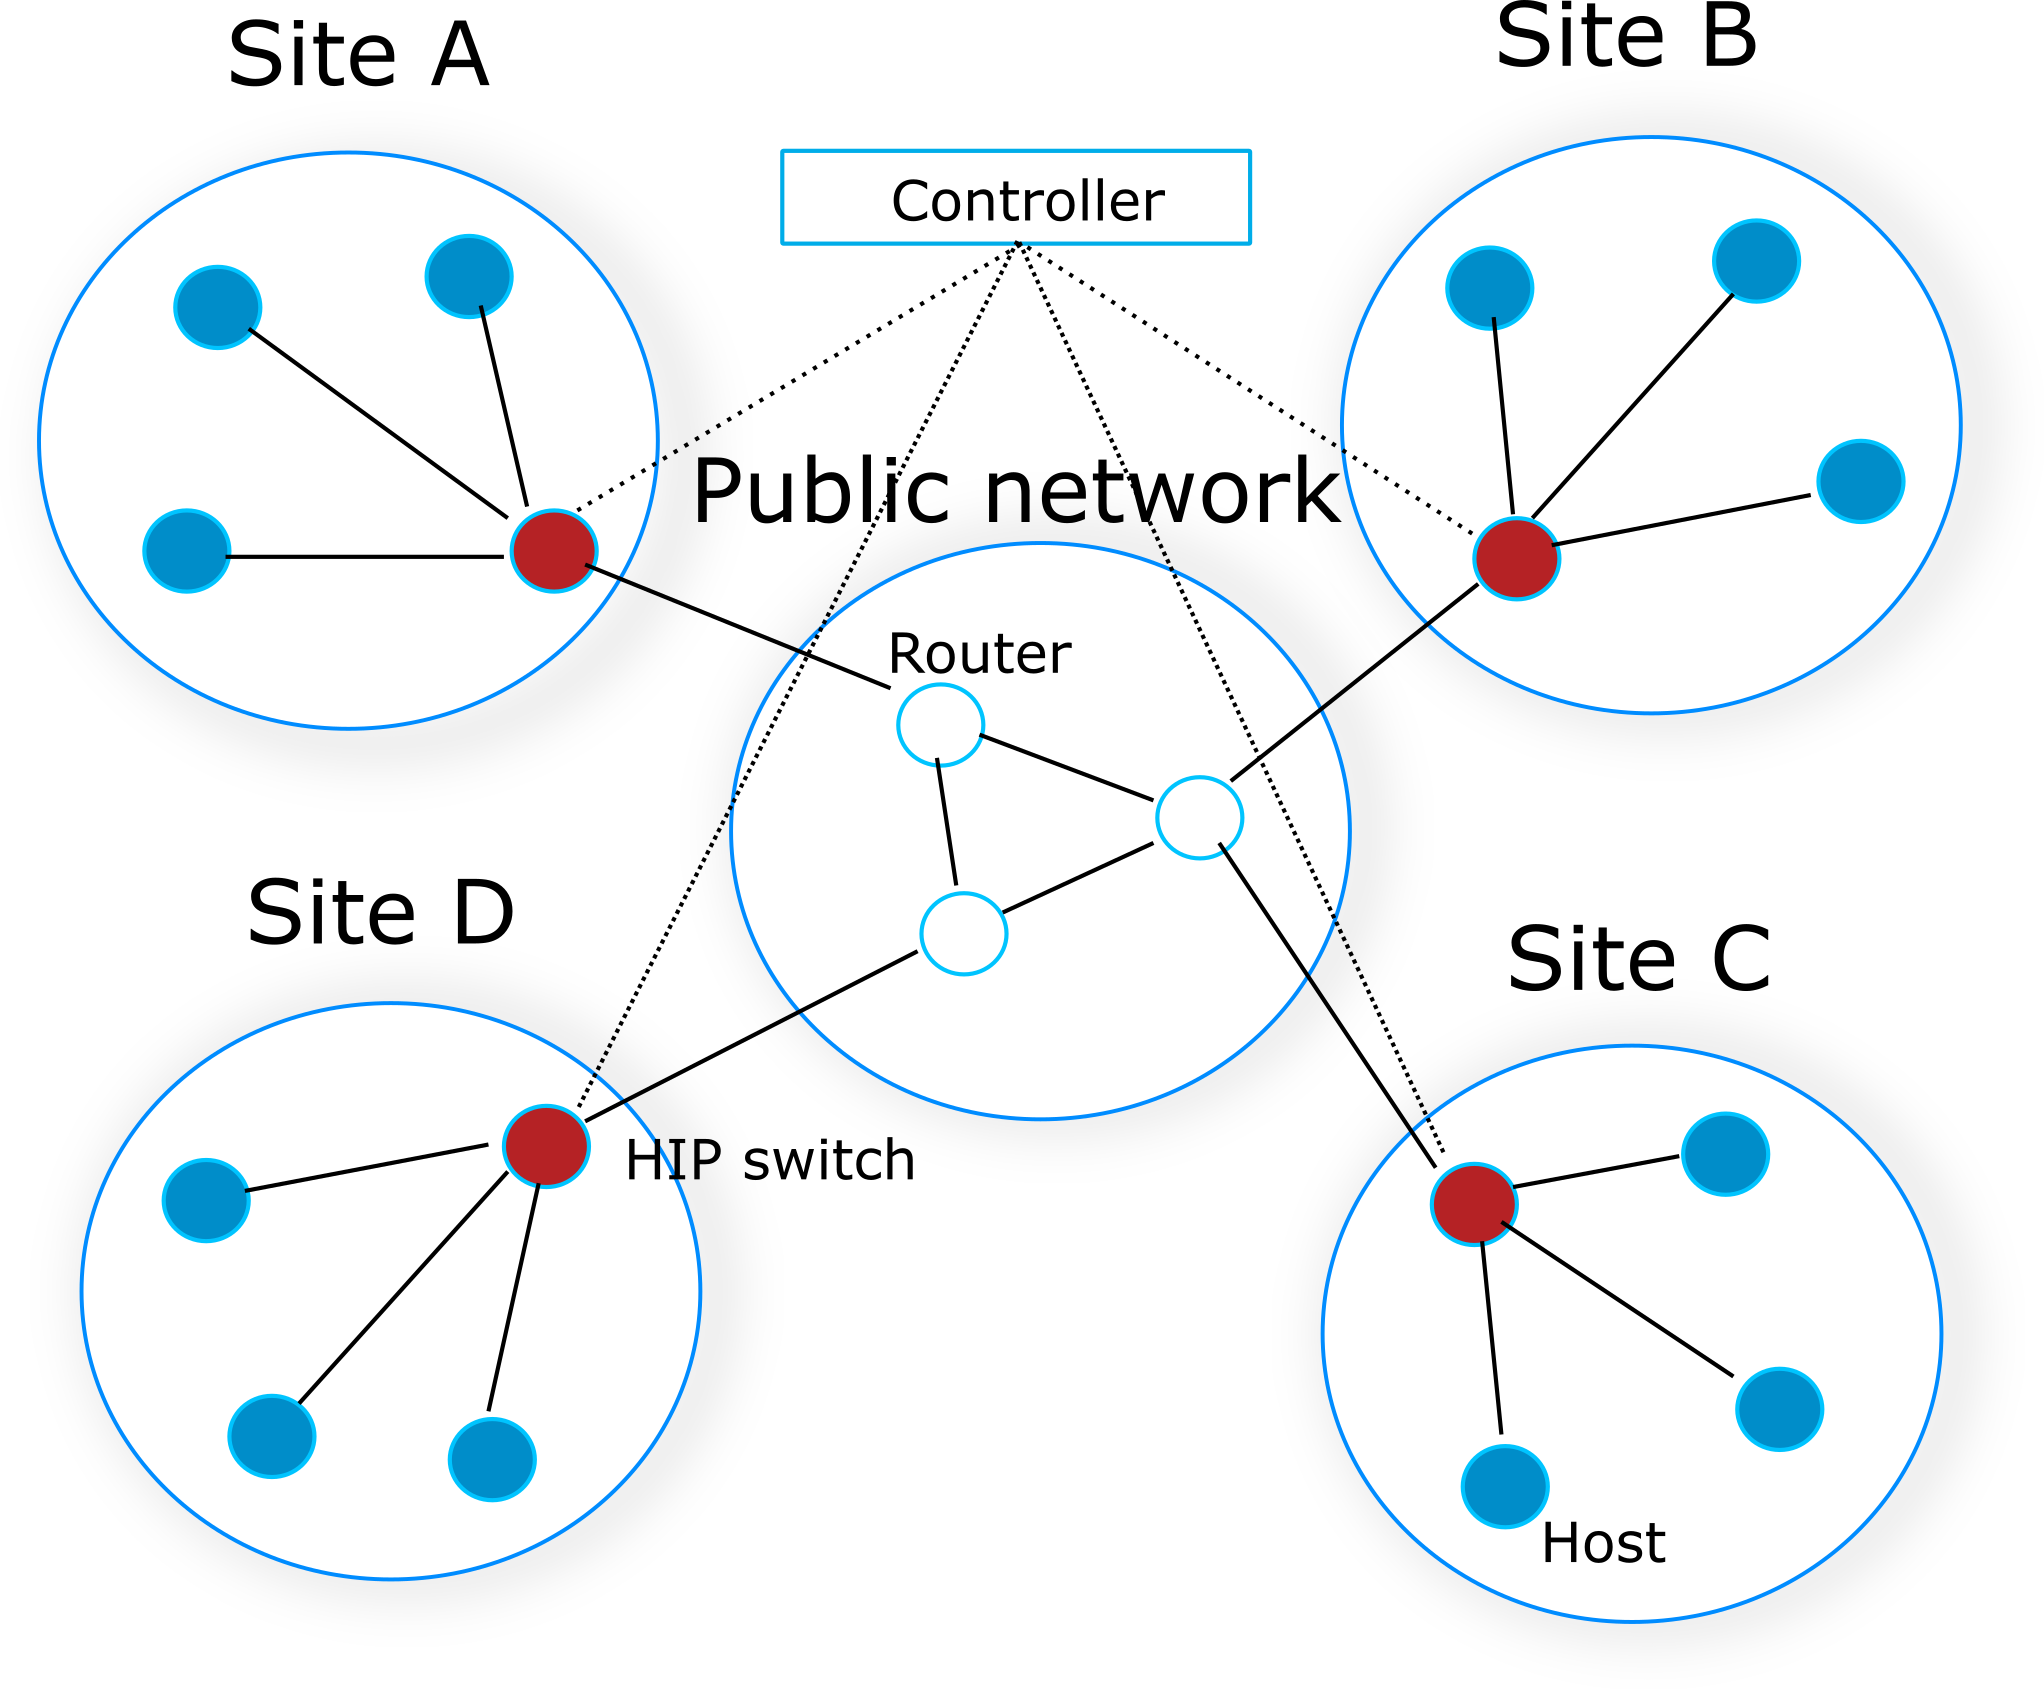 Site A
Site B
Controller
Public network
Router
Site D
Site C
HIP switch
Host